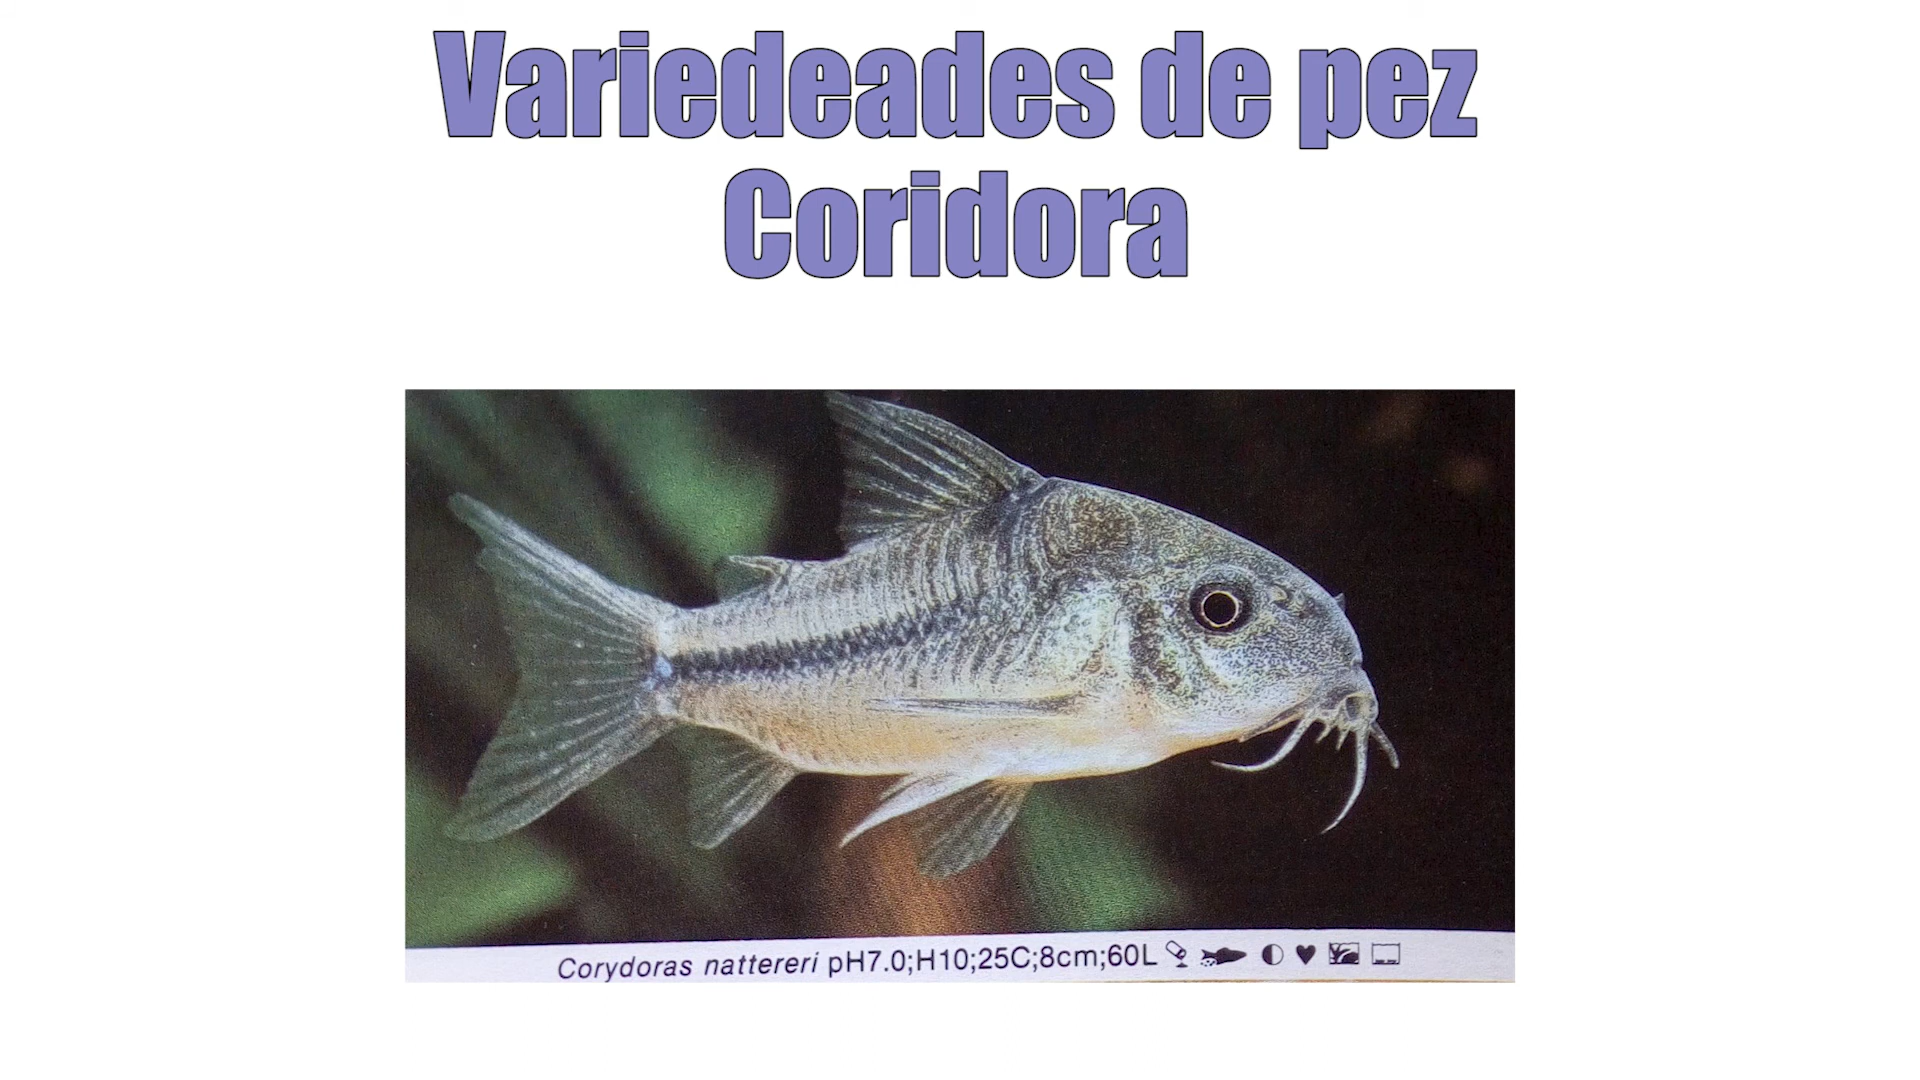 Variedeades de pez
Coridora
Corydoras nattereri pH7.0;H10;25C;8cm;60L